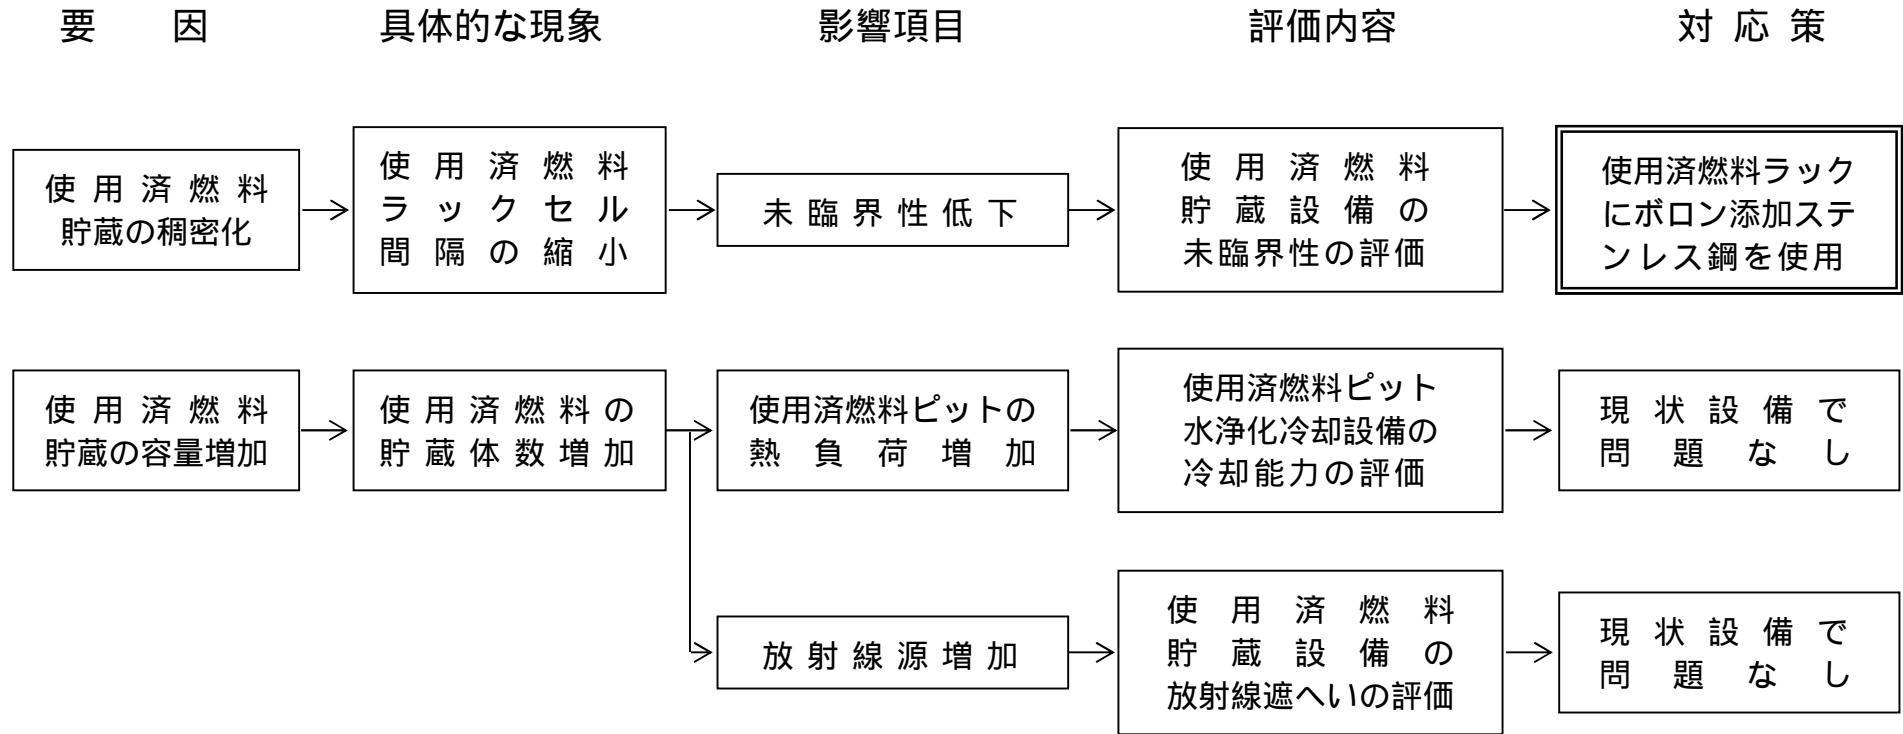 要因 具体的な現象 影響項目 評価内容 対応策
使用済燃料
貯蔵の稠密化
使用済燃料
ラックセル
間隔の縮小
未臨界性低下
使用済燃料
貯蔵設備の
未臨界性の評価
使用済燃料ラック
にボロン添加ステ
ンレス鋼を使用
使用済燃料
貯蔵の容量増加
使用済燃料の
貯蔵体数増加
使用済燃料ピットの
熱負荷増加
使用済燃料ピット
水浄化冷却設備の
冷却能力の評価
現状設備で
問題なし
放射線源増加
使用済燃料
貯蔵設備の
放射線遮へいの評価
現状設備で
問題なし